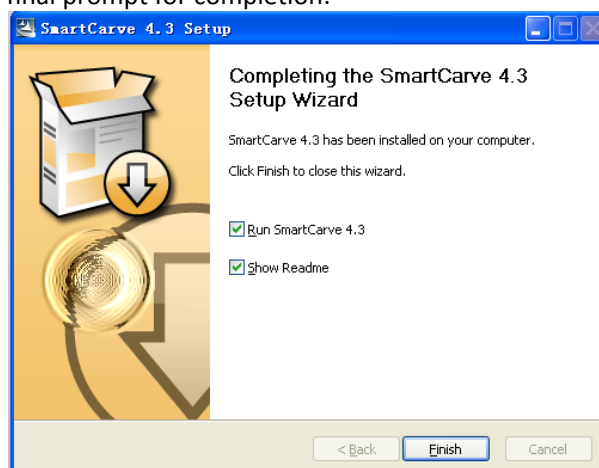 final prompt for completion.
SmartCarve 4.3 Setup
Completing the SmartCarve 4.3
Setup Wizard
SmartCarve 4.3 has been installed on your computer.
Click Finish to close this wizard.
Run SmartCarve 4.3
Show Readme
< Back
Finish
Cancel